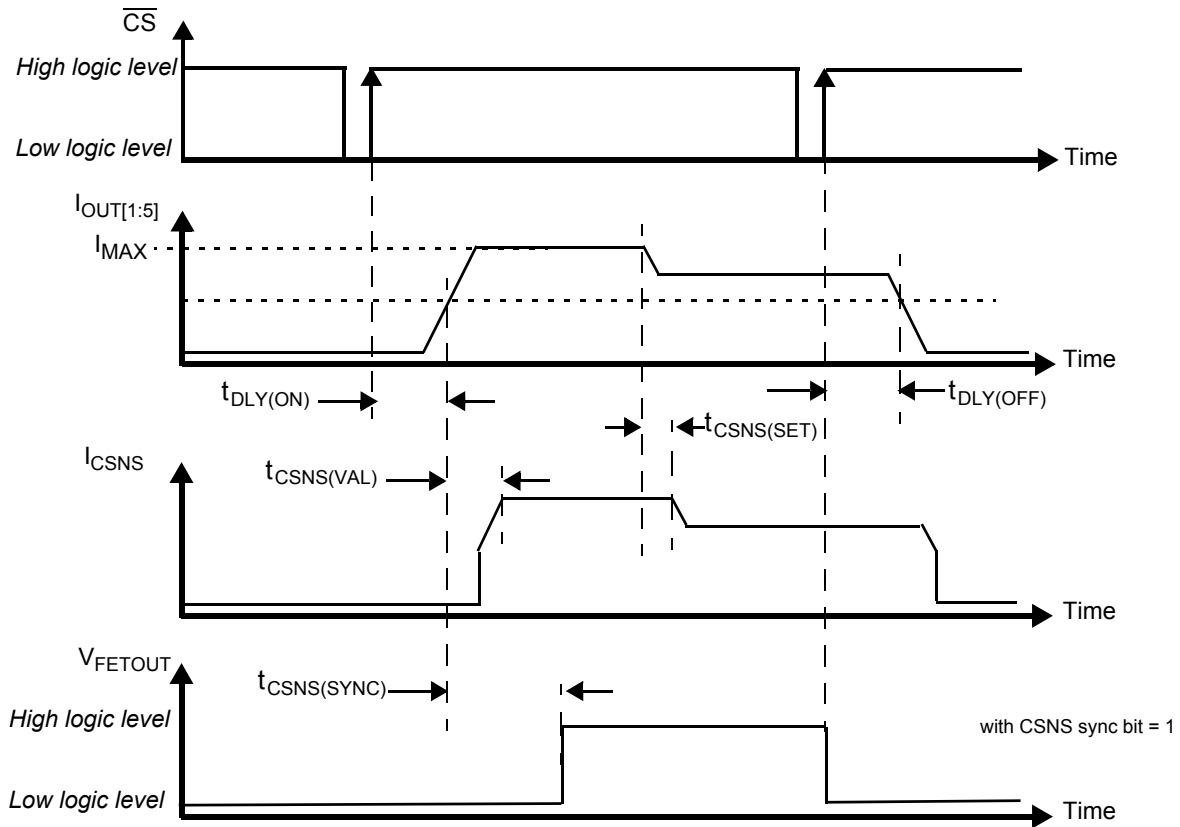 CS
High logic level
Low logic level
Time
IOUT[1:5]
IMAX
Time
tDLY(ON)
tDLY(OFF)
tCSNS(SET)
ICSNS
tCSNS(VAL)
Time
VFETOUT
tCSNS(SYNC)
High logic level
with CSNS sync bit = 1
Low logic level
Time